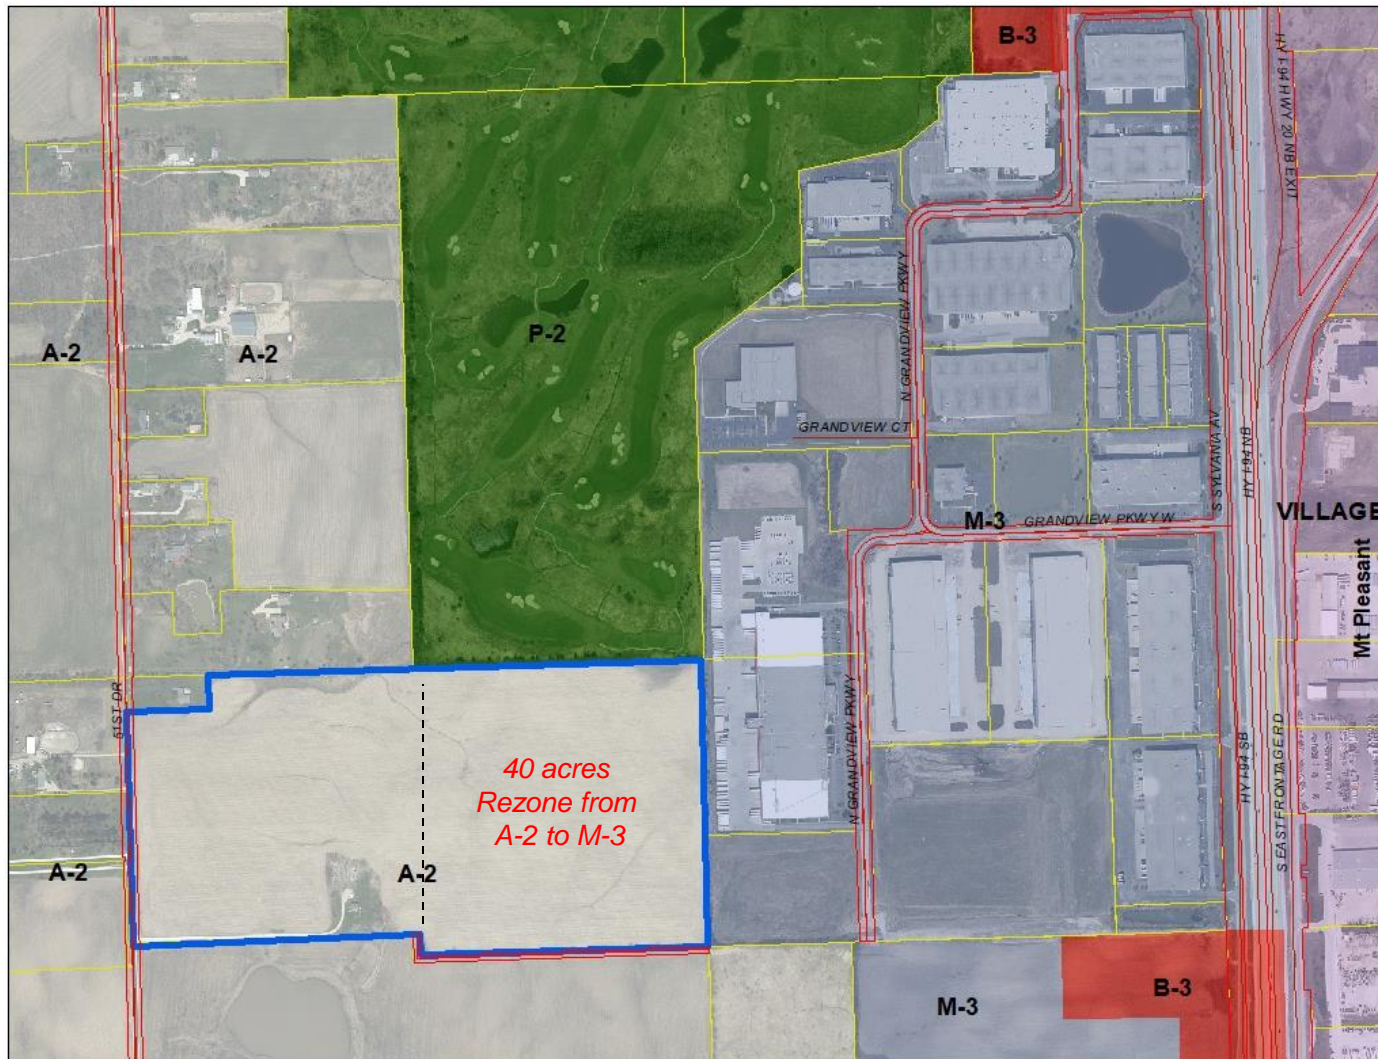 B-3
HY I-94 HWY 20 NB EXIT
N GRANDVIEW PKWY
P-2
A-2
A-2
GRANDVIEW CT
S SYLVANIA AV
HY I-94 NB
M-3
GRANDVIEW PKWY W
VILLAGE
Mt Pleasant
51ST DR
N GRANDVIEW PKWY
HY I-94 SB
S EAST FRONTAGE RD
40 acres
Rezone from
A-2 to M-3
A-2
A-2
M-3
B-3